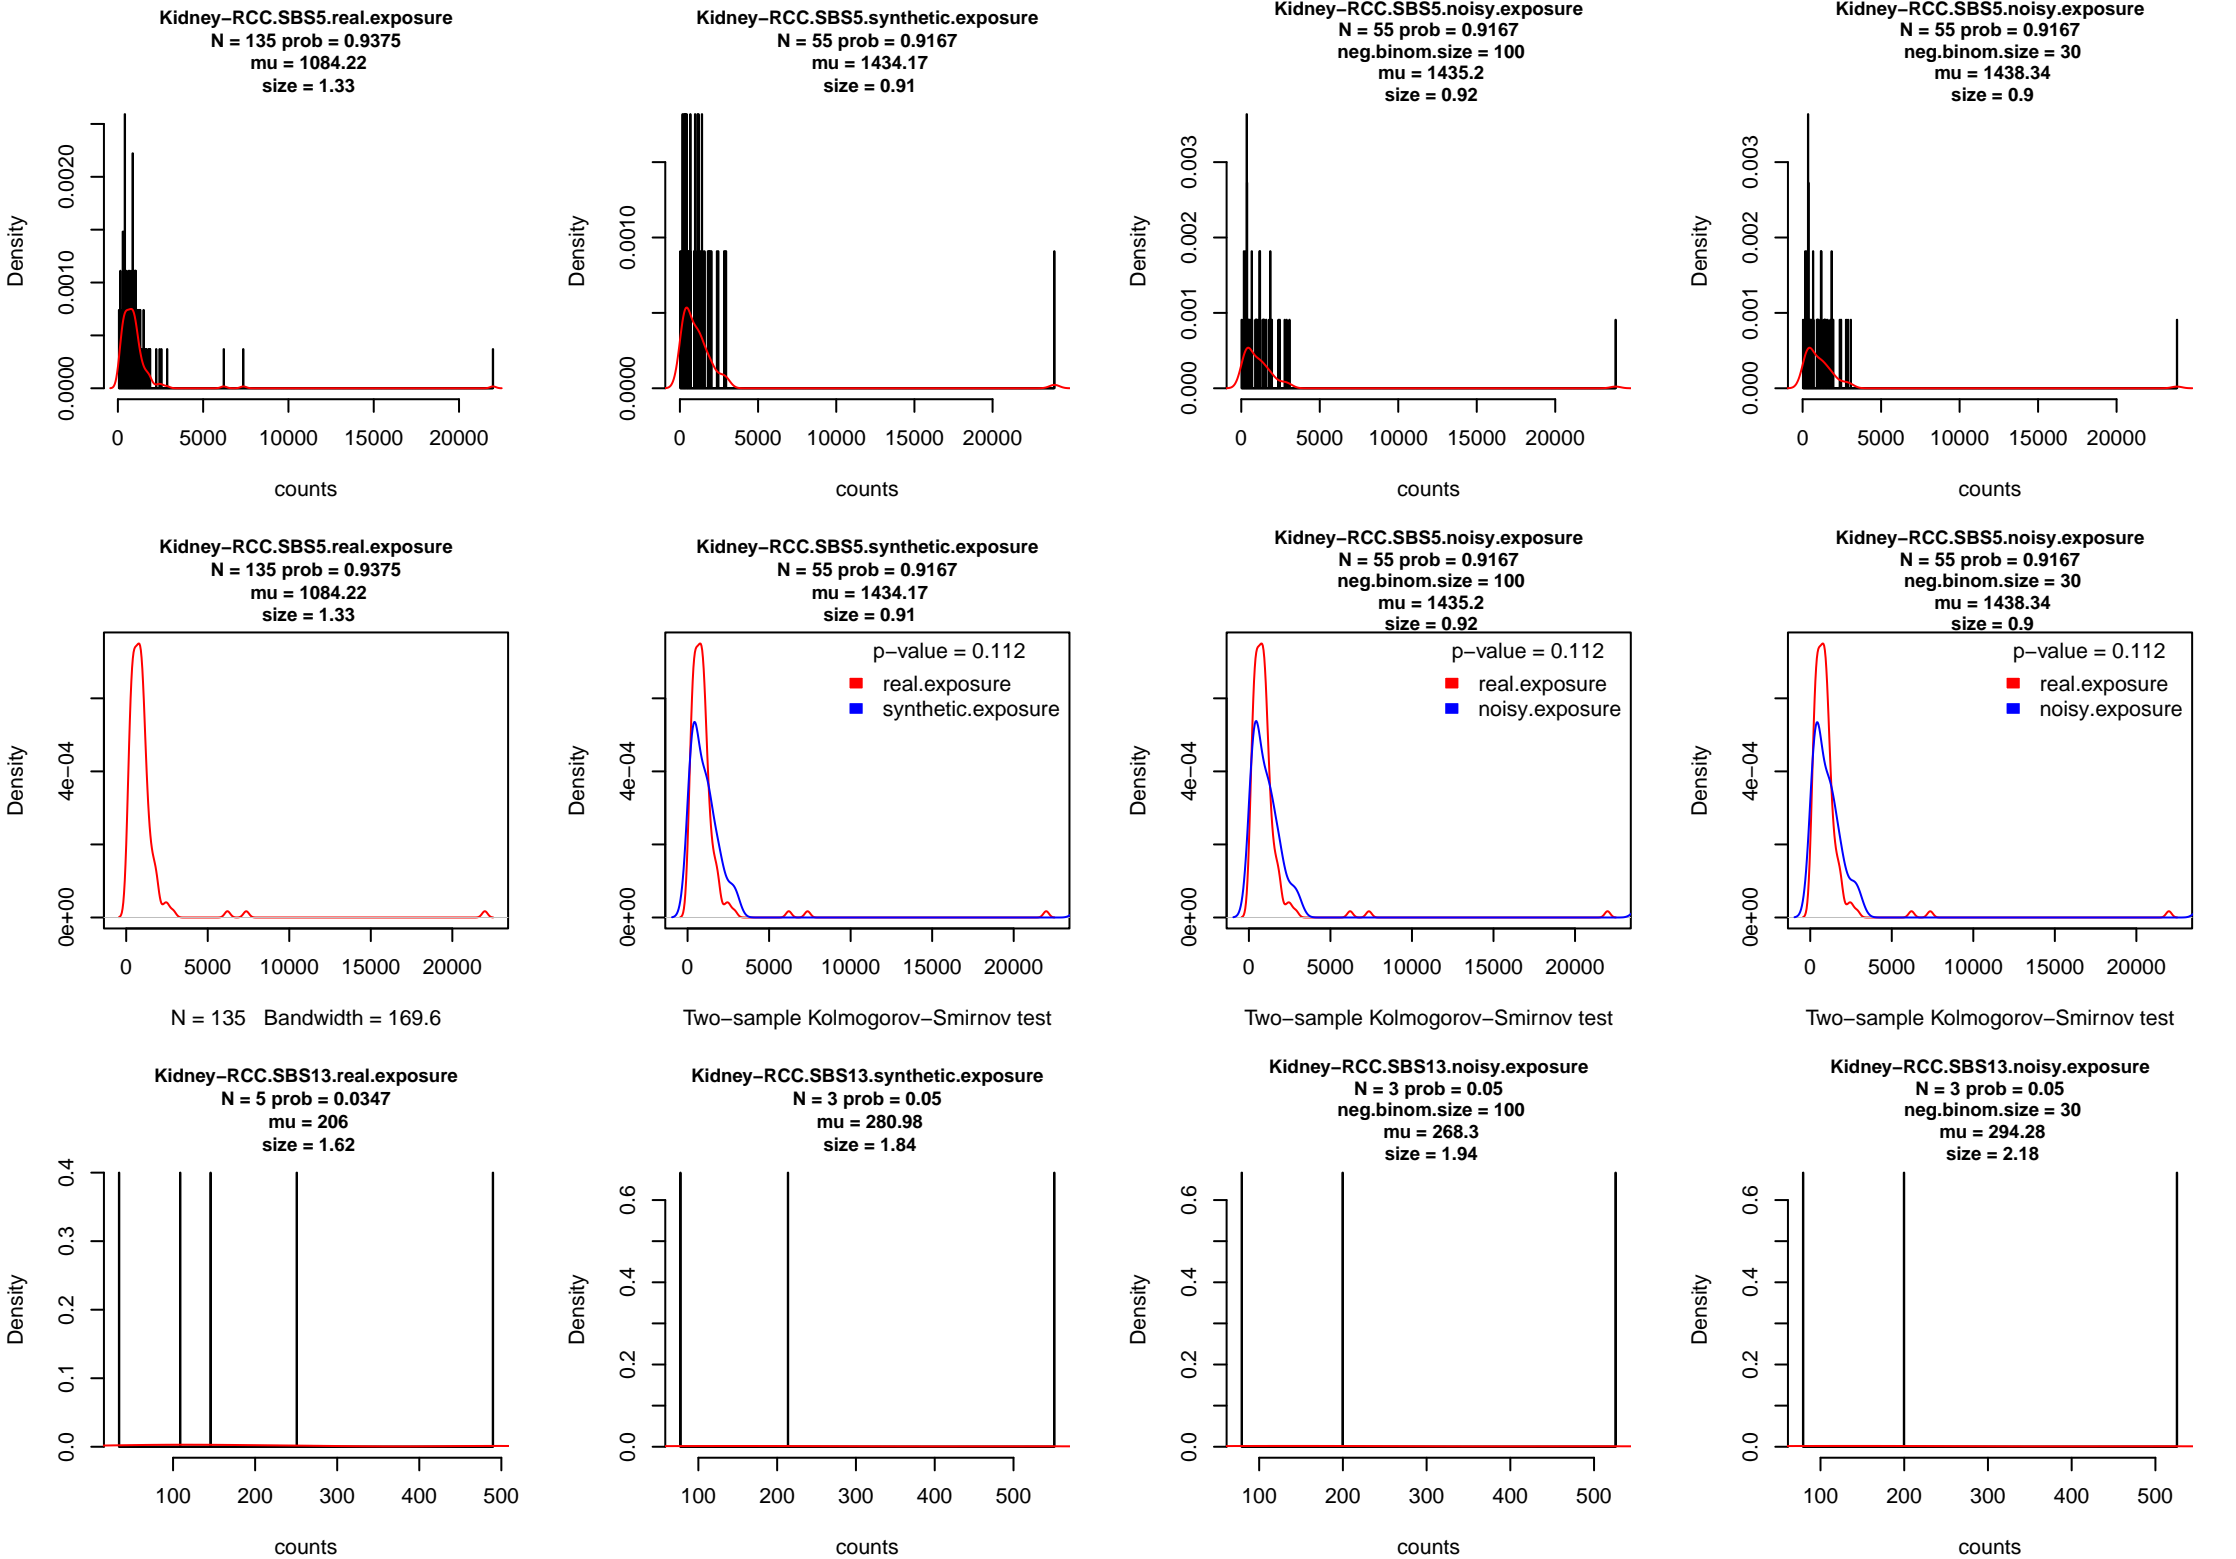 Kidney−RCC.SBS5.real.exposure
N = 135 prob = 0.9375
mu = 1084.22
size = 1.33
Density
0.0000 0.0010 0.0020
0 5000 10000 15000 20000
counts
Kidney−RCC.SBS5.synthetic.exposure
N = 55 prob = 0.9167
mu = 1434.17
size = 0.91
Density
0.0000 0.0010
0 5000 10000 20000
counts
Kidney−RCC.SBS5.noisy.exposure
N = 55 prob = 0.9167
neg.binom.size = 100
mu = 1435.2
size = 0.92
Density
0.000 0.001 0.002 0.003
0 5000 10000 20000
counts
Kidney−RCC.SBS5.noisy.exposure
N = 55 prob = 0.9167
neg.binom.size = 30
mu = 1438.34
size = 0.9
Density
0.000 0.001 0.002 0.003
0 5000 10000 15000 20000
counts
Kidney−RCC.SBS5.real.exposure
N = 135 prob = 0.9375
mu = 1084.22
size = 1.33
Density
0e+00 4e−04
0 5000 10000 15000 20000
N = 135 Bandwidth = 169.6
Kidney−RCC.SBS5.synthetic.exposure
N = 55 prob = 0.9167
mu = 1434.17
size = 0.91
p−value = 0.112
real.exposure
synthetic.exposure
Density
0e+00 4e−04
0 5000 10000 20000
Two−sample Kolmogorov−Smirnov test
Kidney−RCC.SBS5.noisy.exposure
N = 55 prob = 0.9167
neg.binom.size = 100
mu = 1435.2
size = 0.92
p−value = 0.112
real.exposure
noisy.exposure
Density
0e+00 4e−04
0 5000 10000 20000
Two−sample Kolmogorov−Smirnov test
Kidney−RCC.SBS5.noisy.exposure
N = 55 prob = 0.9167
neg.binom.size = 30
mu = 1438.34
size = 0.9
p−value = 0.112
real.exposure
noisy.exposure
Density
0e+00 4e−04
0 5000 10000 20000
Two−sample Kolmogorov−Smirnov test
Kidney−RCC.SBS13.real.exposure
N = 5 prob = 0.0347
mu = 206
size = 1.62
Density
0.0 0.1 0.2 0.3 0.4
100 200 300 400 500
counts
Kidney−RCC.SBS13.synthetic.exposure
N = 3 prob = 0.05
mu = 280.98
size = 1.84
Density
0.0 0.2 0.4 0.6
100 200 300 400 500
counts
Kidney−RCC.SBS13.noisy.exposure
N = 3 prob = 0.05
neg.binom.size = 100
mu = 268.3
size = 1.94
Density
0.0 0.2 0.4 0.6
100 200 300 400 500
counts
Kidney−RCC.SBS13.noisy.exposure
N = 3 prob = 0.05
neg.binom.size = 30
mu = 294.28
size = 2.18
Density
0.0 0.2 0.4 0.6
100 200 300 400 500
counts